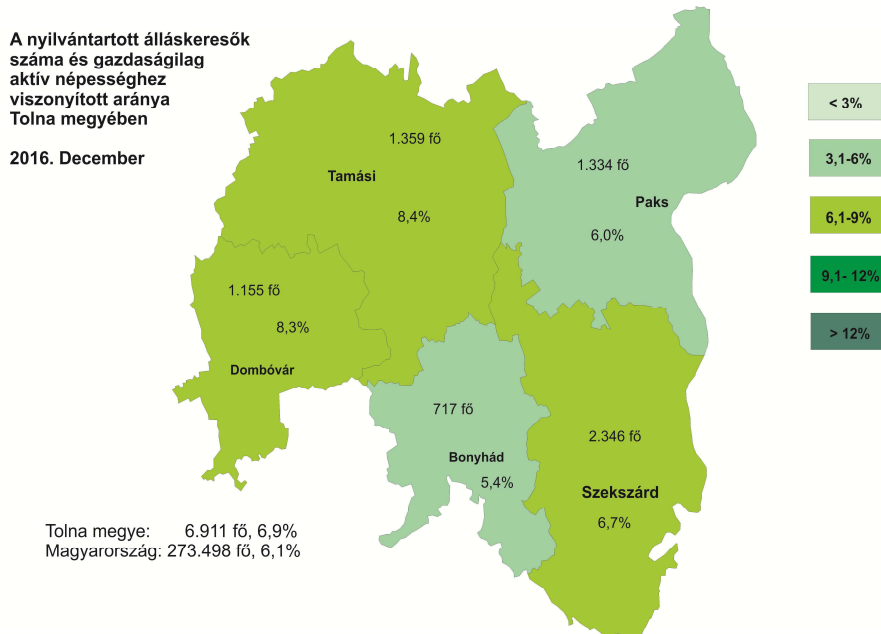 A nyilvántartott álláskeresők
száma és gazdaságilag
aktív népességhez
viszonyított aránya
Tolna megyében
2016. December
1.359 fő
Tamási
8,4%
1.334 fő
Paks
6,0%
1.155 fő
8,3%
Dombóvár
717 fő
Bonyhád
5,4%
2.346 fő
Szekszárd
6,7%
< 3%
3,1-6%
6,1-9%
9,1- 12%
> 12%
Tolna megye: 6.911 fő, 6,9%
Magyarország: 273.498 fő, 6,1%